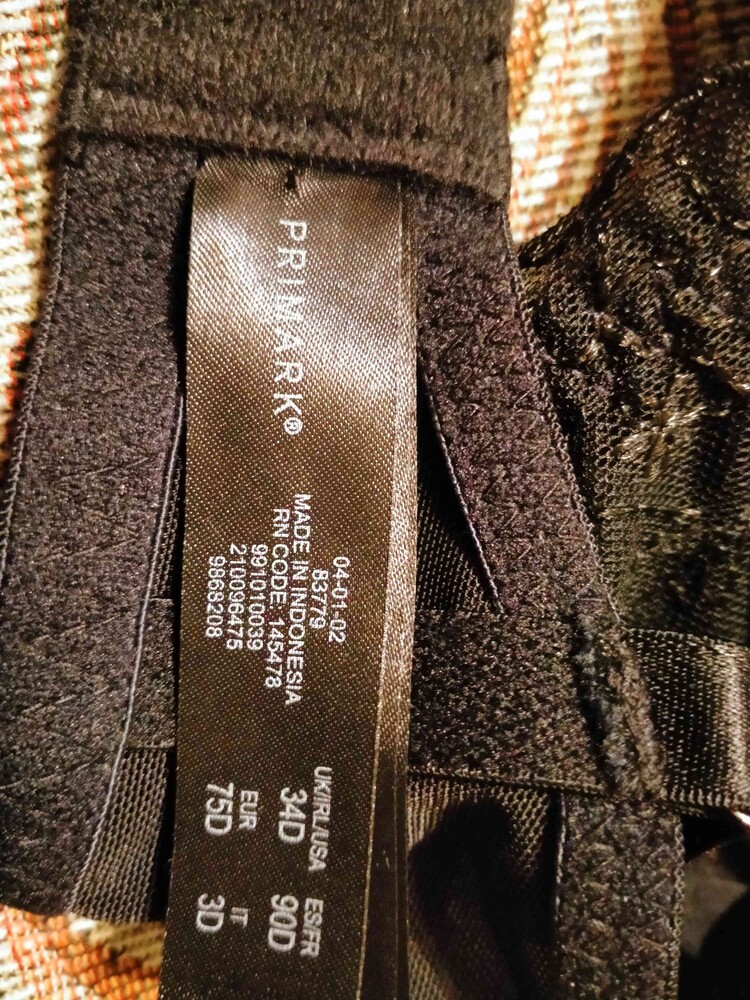 PRIMARK®
04-01-02
83779
MADE IN INDONESIA
RN CODE 145478
991010039
210096475
9868208
UK/IRL/USA ES/FR
34D 90D
EUR IT
75D 3D